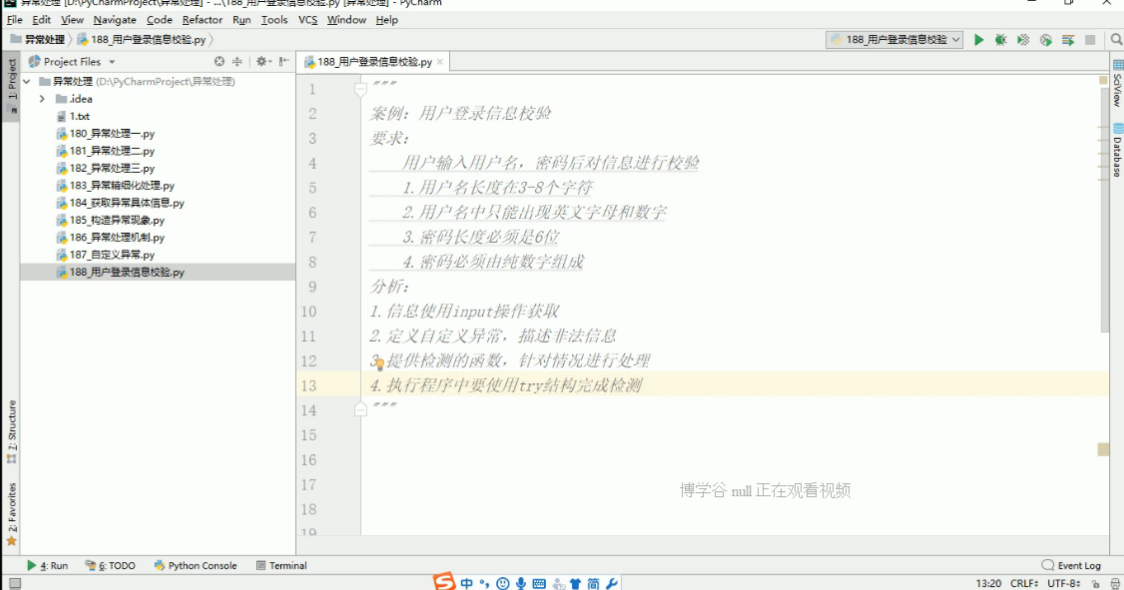 异常处理 [D:\PyCharmProject\异常处理] - ...\188_用户登录信息校验.py [异常处理] - PyCharm
File Edit View Navigate Code Refactor Run Tools VCS Window Help
异常处理 188_用户登录信息校验.py
188_用户登录信息校验
Project Files
188_用户登录信息校验.py
1: Project
异常处理 (D:\PyCharmProject\异常处理)
.idea
1.txt
180_异常处理一.py
181_异常处理二.py
182_异常处理三.py
183_异常精细化处理.py
184_获取异常具体信息.py
185_构造异常现象.py
186_异常处理机制.py
187_自定义异常.py
188_用户登录信息校验.py
7: Structure
2: Favorites
1 """
2 案例：用户登录信息校验
3 要求：
4 用户输入用户名，密码后对信息进行校验
5 1.用户名长度在3-8个字符
6 2.用户名中只能出现英文字母和数字
7 3.密码长度必须是6位
8 4.密码必须由纯数字组成
9 分析：
10 1.信息使用input操作获取
11 2.定义自定义异常，描述非法信息
12 3.提供检测的函数，针对情况进行处理
13 4.执行程序中要使用try结构完成检测
14 """
15
16
17
18
19
博学谷 null 正在观看视频
SciView
Database
4: Run 6: TODO Python Console Terminal Event Log
中 简
13:20 CRLF UTF-8